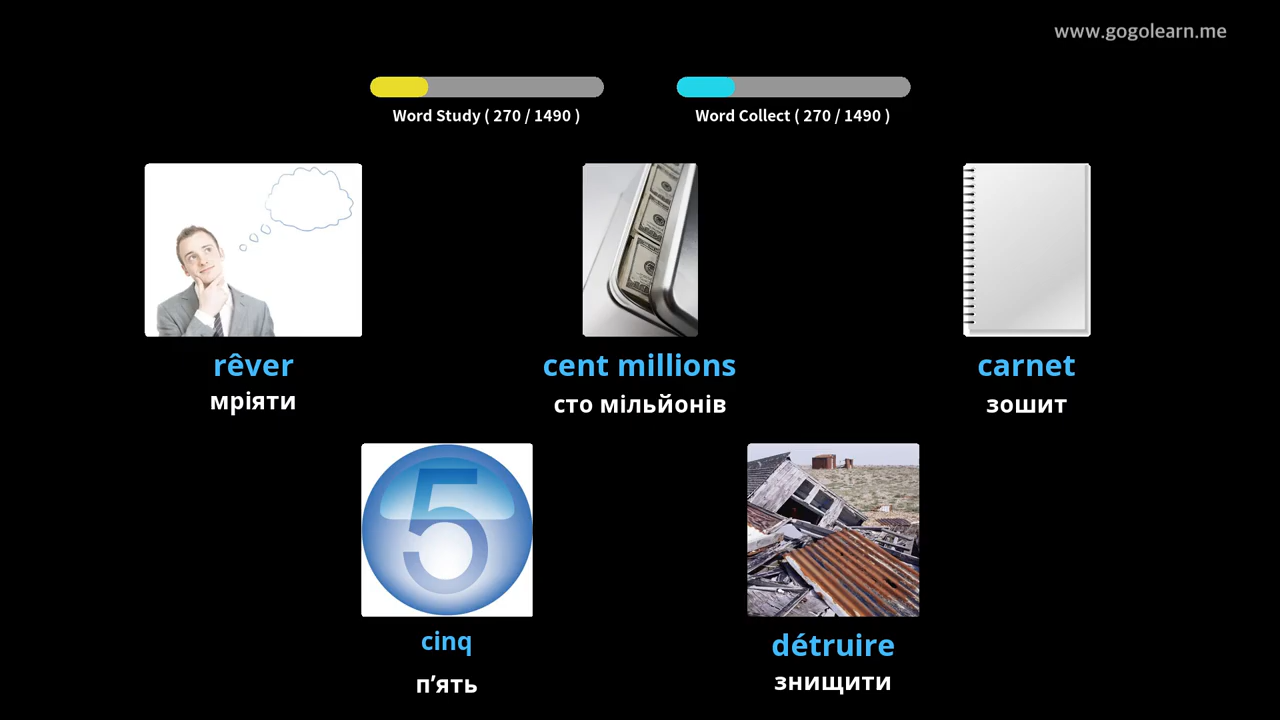 www.gogolearn.me
Word Study ( 270 / 1490 )
Word Collect ( 270 / 1490 )
rêver
мріяти
cent millions
сто мільйонів
carnet
зошит
5
cinq
п’ять
détruire
знищити